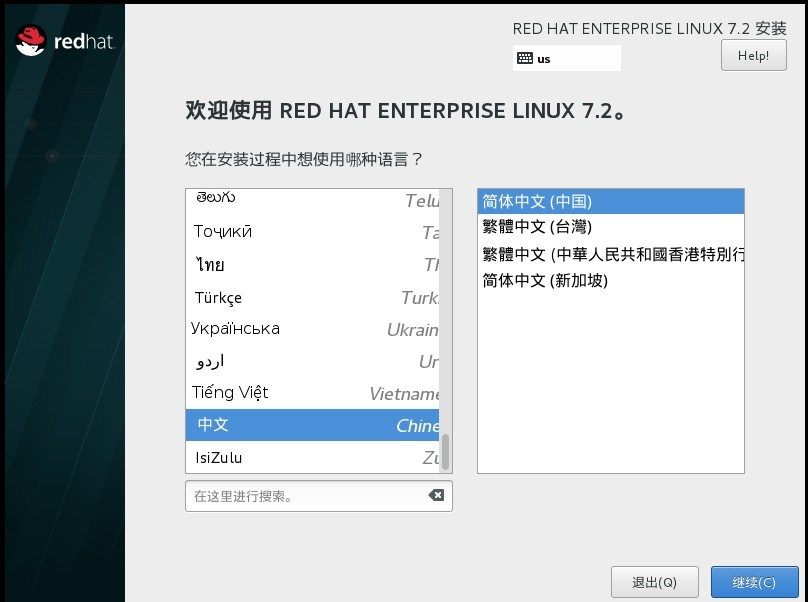 redhat
RED HAT ENTERPRISE LINUX 7.2 安装
us
Help!
欢迎使用 RED HAT ENTERPRISE LINUX 7.2。
您在安装过程中想使用哪种语言？
తెలుగు Telu
Тоҷикӣ Ta
ไทย Th
Türkçe Turk
Українська Ukrain
اردو Ur
Tiếng Việt Vietname
中文 Chine
IsiZulu Zu
简体中文 (中国)
繁體中文 (台灣)
繁體中文 (中華人民共和國香港特別行
简体中文 (新加坡)
在这里进行搜索。
退出(Q)
继续(C)